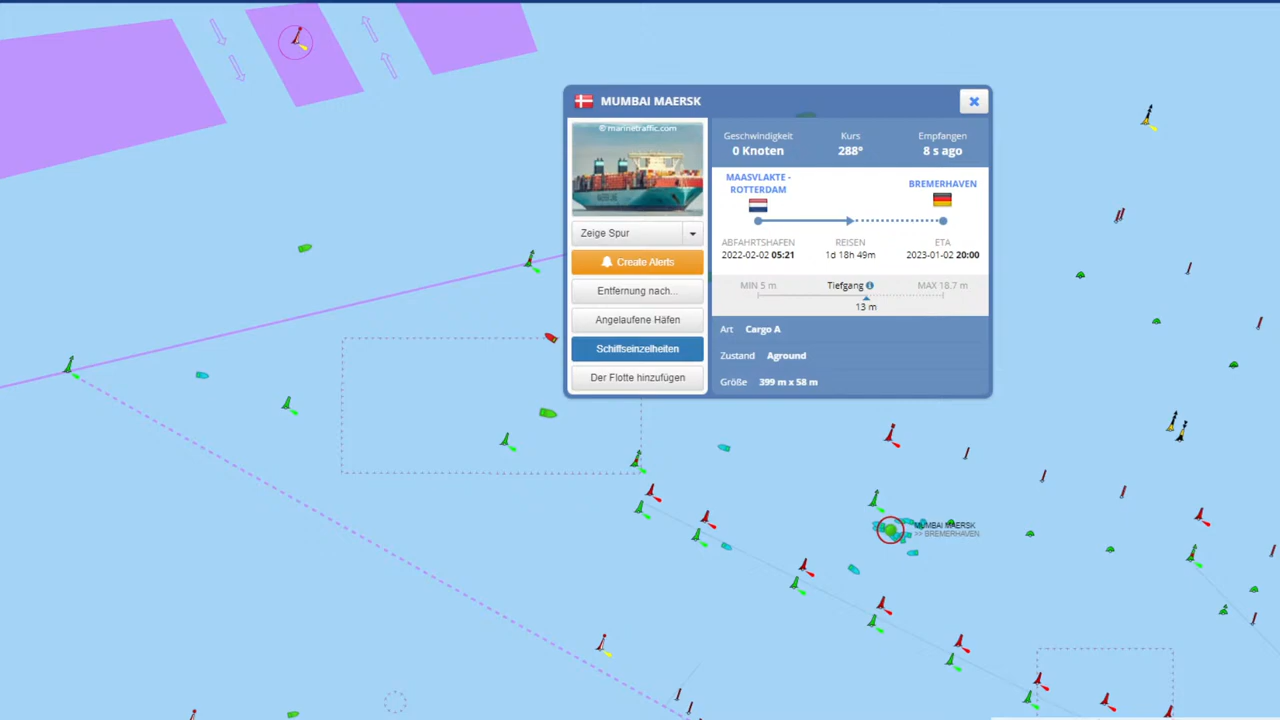 MUMBAI MAERSK
© marinetraffic.com
Zeige Spur
Create Alerts
Entfernung nach...
Angelaufene Häfen
Schiffseinzelheiten
Der Flotte hinzufügen
Geschwindigkeit Kurs Empfangen
0 Knoten 288° 8 s ago
MAASVLAKTE - ROTTERDAM BREMERHAVEN
ABFAHRTSHAFEN REISEN ETA
2022-02-02 05:21 1d 18h 49m 2023-01-02 20:00
MIN 5 m Tiefgang MAX 18.7 m
13 m
Art Cargo A
Zustand Aground
Größe 399 m x 58 m
MUMBAI MAERSK
>> BREMERHAVEN